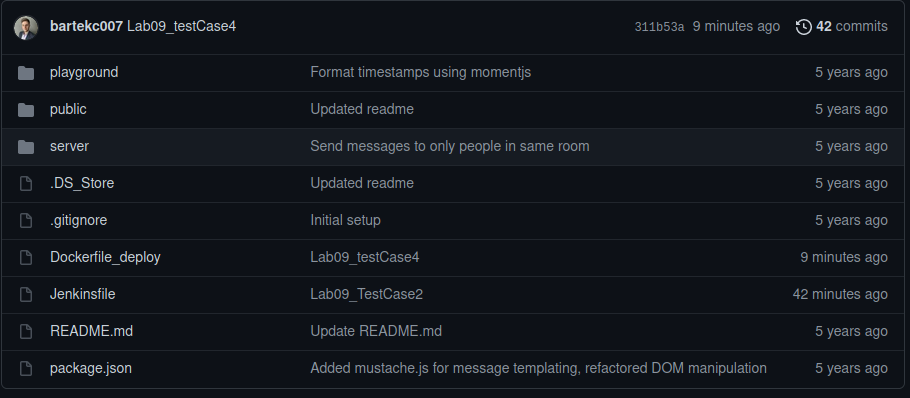 bartekc007 Lab09_testCase4 311b53a 9 minutes ago 42 commits
playground Format timestamps using momentjs 5 years ago
public Updated readme 5 years ago
server Send messages to only people in same room 5 years ago
.DS_Store Updated readme 5 years ago
.gitignore Initial setup 5 years ago
Dockerfile_deploy Lab09_testCase4 9 minutes ago
Jenkinsfile Lab09_TestCase2 42 minutes ago
README.md Update README.md 5 years ago
package.json Added mustache.js for message templating, refactored DOM manipulation 5 years ago